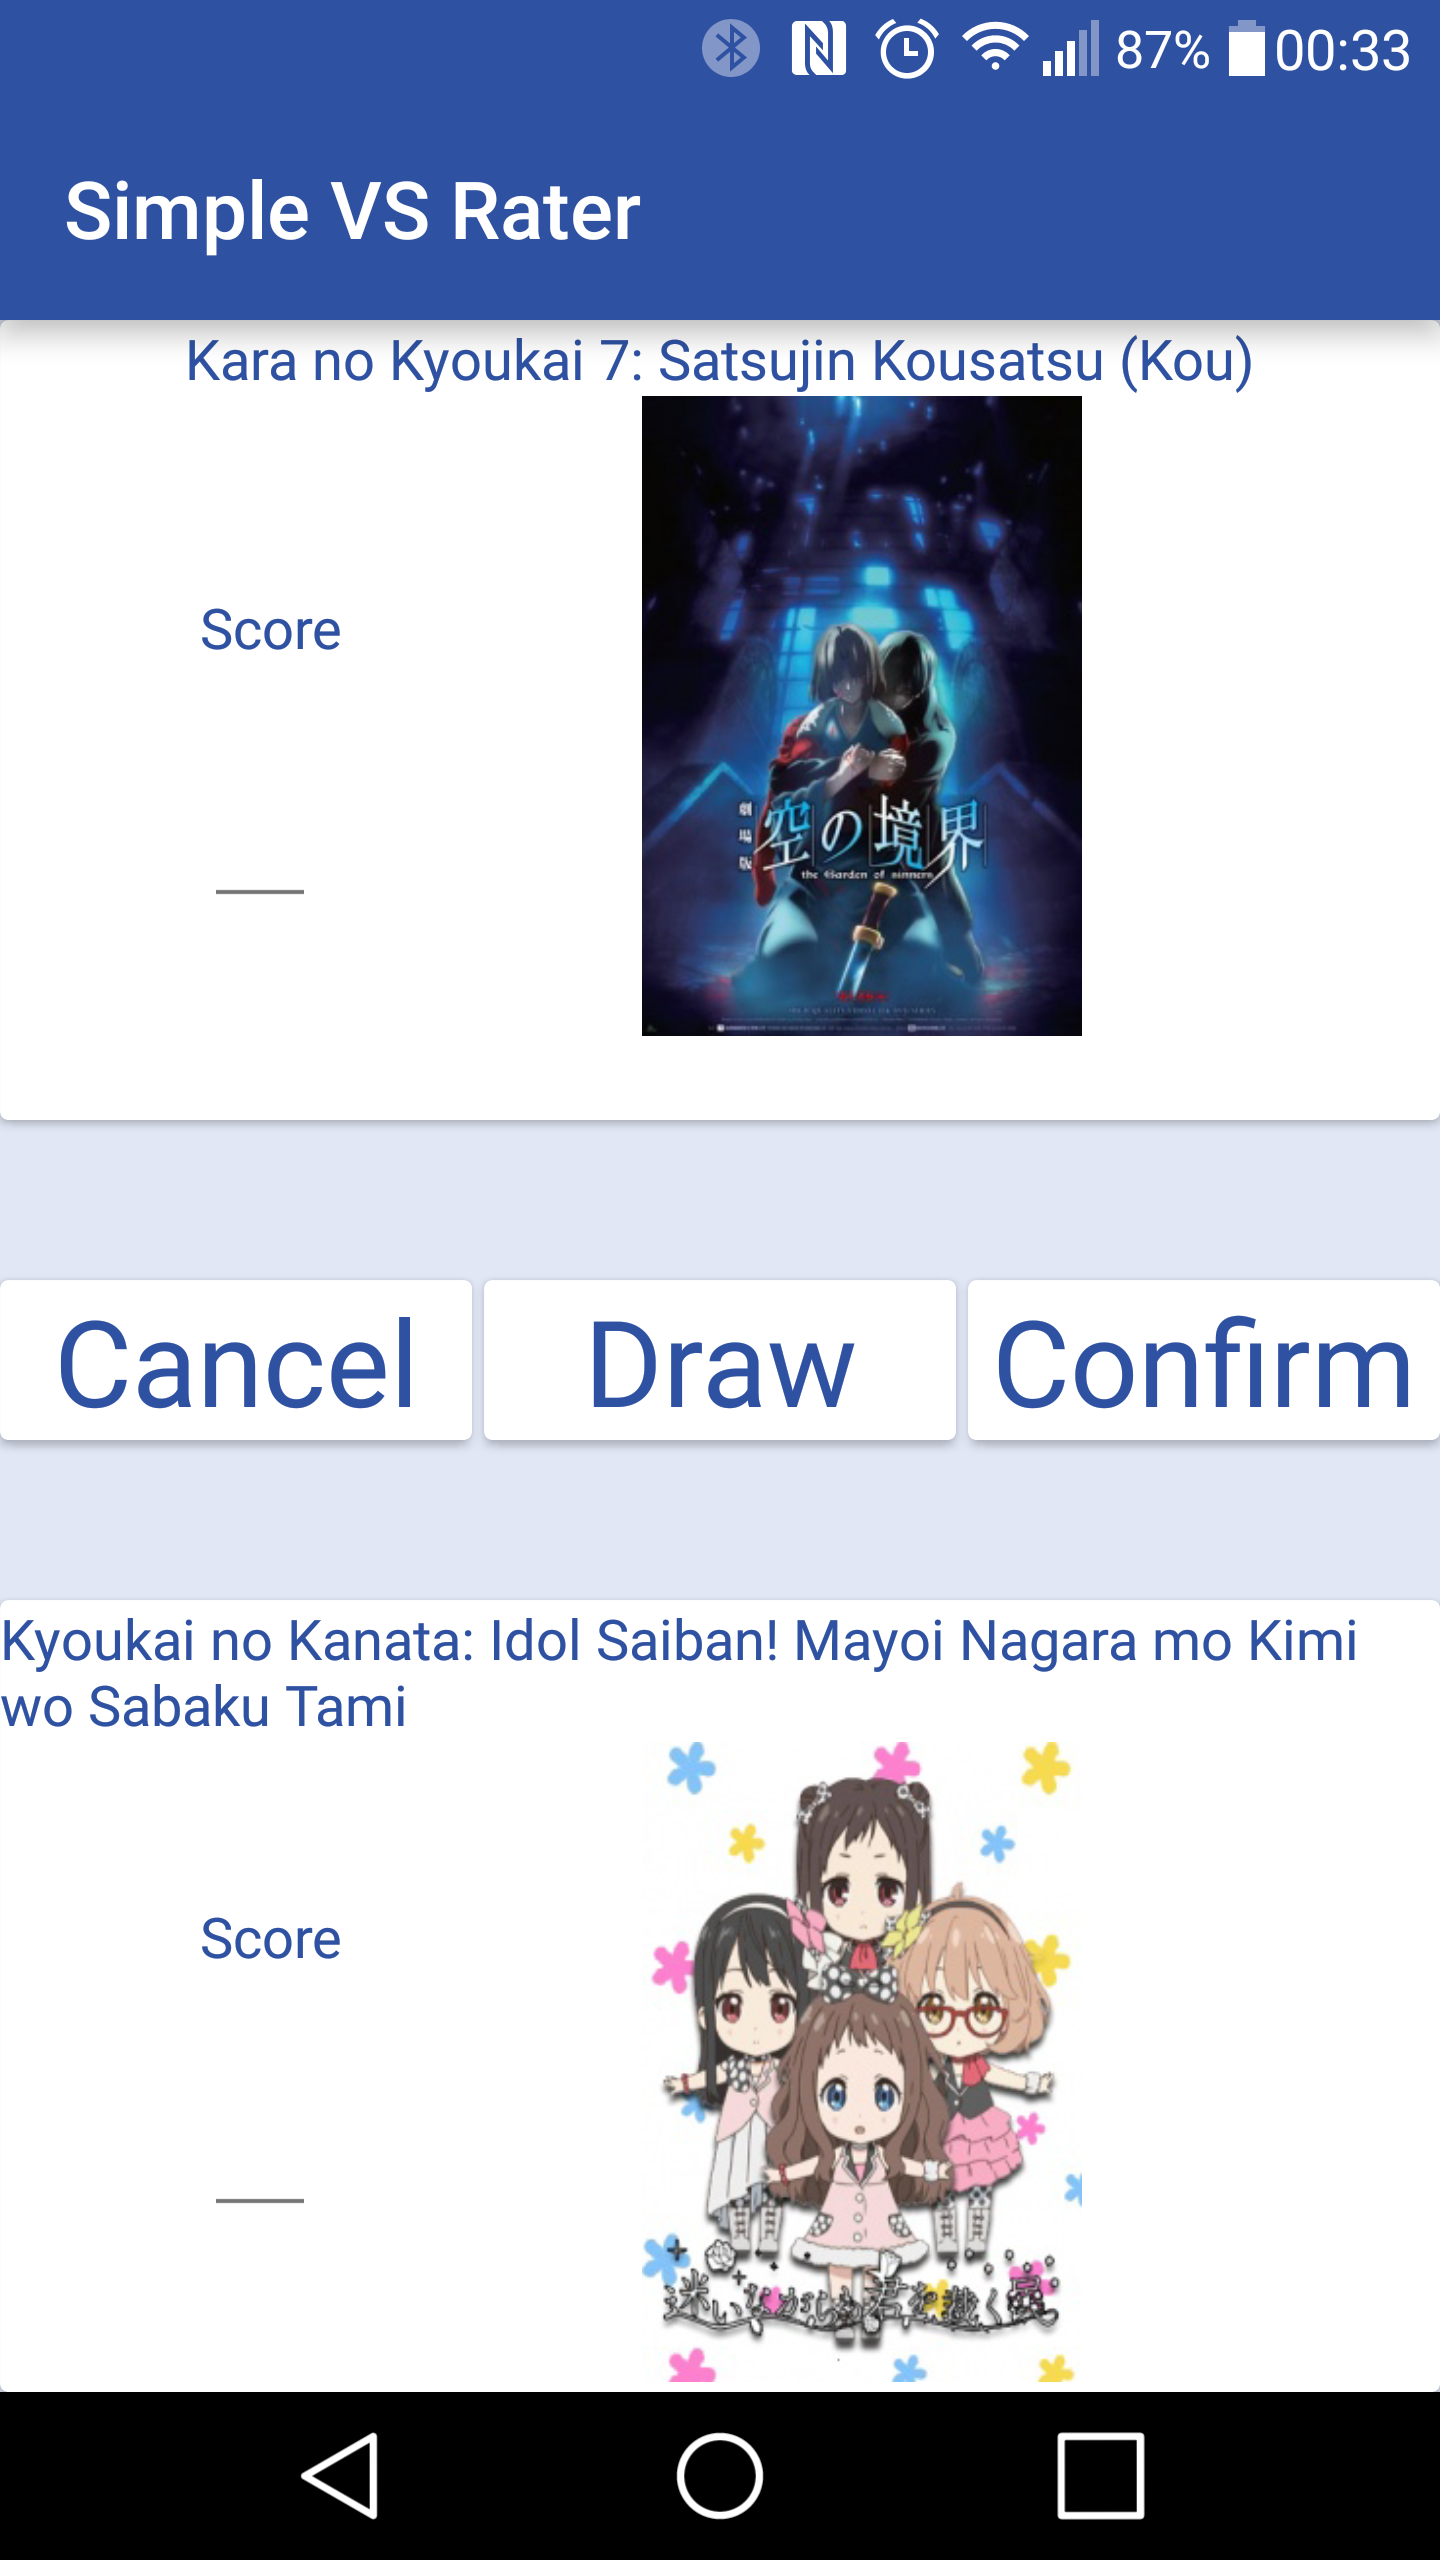 87% 00:33
Simple VS Rater
Kara no Kyoukai 7: Satsujin Kousatsu (Kou)
Score
劇場版
空の境界
the Garden of sinners
Cancel
Draw
Confirm
Kyoukai no Kanata: Idol Saiban! Mayoi Nagara mo Kimi
wo Sabaku Tami
Score
迷いながらも君を裁く民